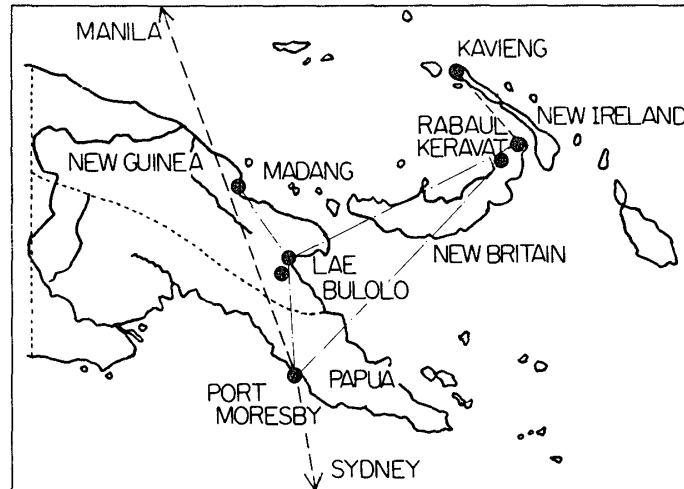 MANILA
KAVIENG
NEW IRELAND
RABAUL
KERAVAT
NEW GUINEA
MADANG
NEW BRITAIN
LAE
BULOLO
PAPUA
PORT
MORESBY
SYDNEY